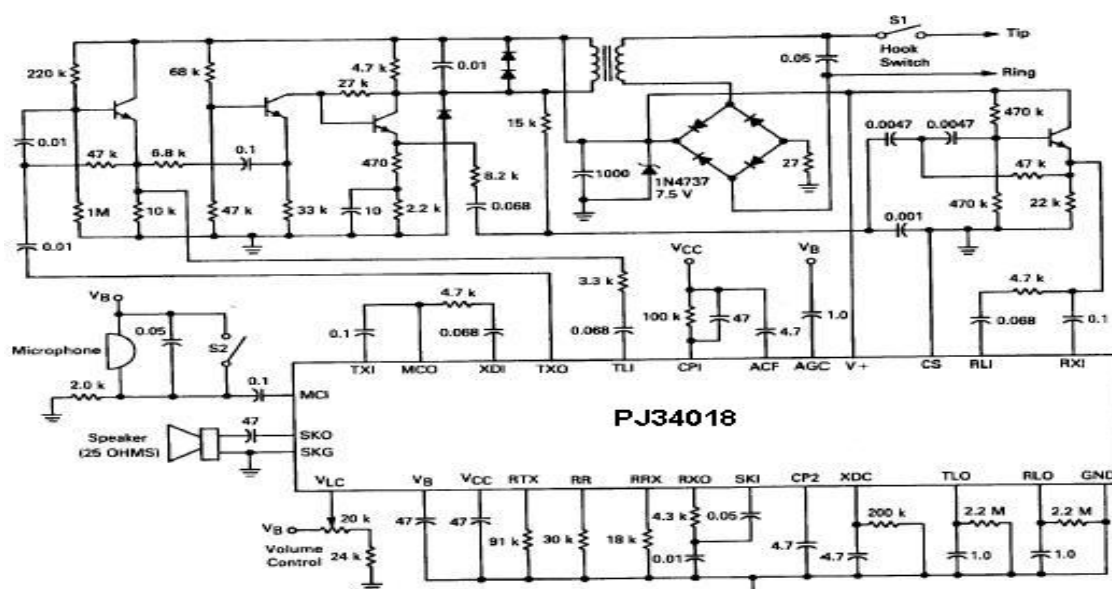 S1
Tip
Hook
Switch
Ring
220 k
68 k
4.7 k
0.01
0.05
27 k
15 k
470 k
0.0047
0.0047
0.01
47 k
6.8 k
0.1
470
8.2 k
1000
1N4737
7.5 V
27
47 k
1M
10 k
47 k
33 k
10
2.2 k
0.068
470 k
22 k
0.001
0.01
VCC
VB
3.3 k
4.7 k
VB
4.7 k
100 k
47
0.05
Microphone
S2
0.1
0.068
0.068
4.7
1.0
0.068
0.1
TXI
MCO
XDI
TXO
TLI
CPI
ACF
AGC
V+
CS
RLI
RXI
2.0 k
0.1
MCI
PJ34018
47
Speaker
(25 OHMS)
SKO
SKG
VLC
VB
VCC
RTX
RR
RRX
RXO
SKI
CP2
XDC
TLO
RLO
GND
VB
20 k
47
47
4.3 k
0.05
200 k
2.2 M
2.2 M
Volume
Control
24 k
91 k
30 k
18 k
0.01
4.7
4.7
1.0
1.0